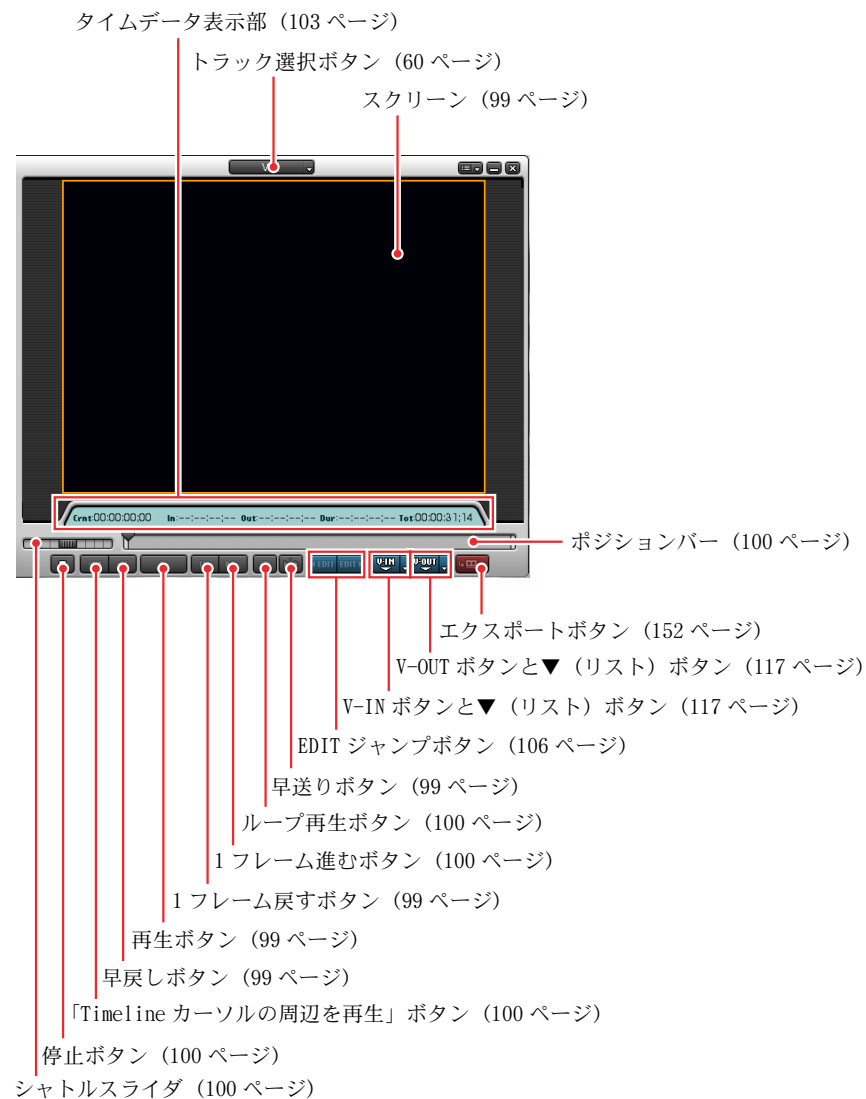 タイムデータ表示部（103 ページ）
トラック選択ボタン（60 ページ）
スクリーン（99 ページ）
V
Crnt:00:00:00;00 In:--:--:--;-- Out:--:--:--;-- Dur:--:--:--;-- Tot:00:00:31;14
ポジションバー（100 ページ）
EDIT EDIT V-IN V-OUT
エクスポートボタン（152 ページ）
V-OUT ボタンと▼（リスト）ボタン（117 ページ）
V-IN ボタンと▼（リスト）ボタン（117 ページ）
EDIT ジャンプボタン（106 ページ）
早送りボタン（99 ページ）
ループ再生ボタン（100 ページ）
1 フレーム進むボタン（100 ページ）
1 フレーム戻すボタン（99 ページ）
再生ボタン（99 ページ）
早戻しボタン（99 ページ）
「Timeline カーソルの周辺を再生」ボタン（100 ページ）
停止ボタン（100 ページ）
シャトルスライダ（100 ページ）